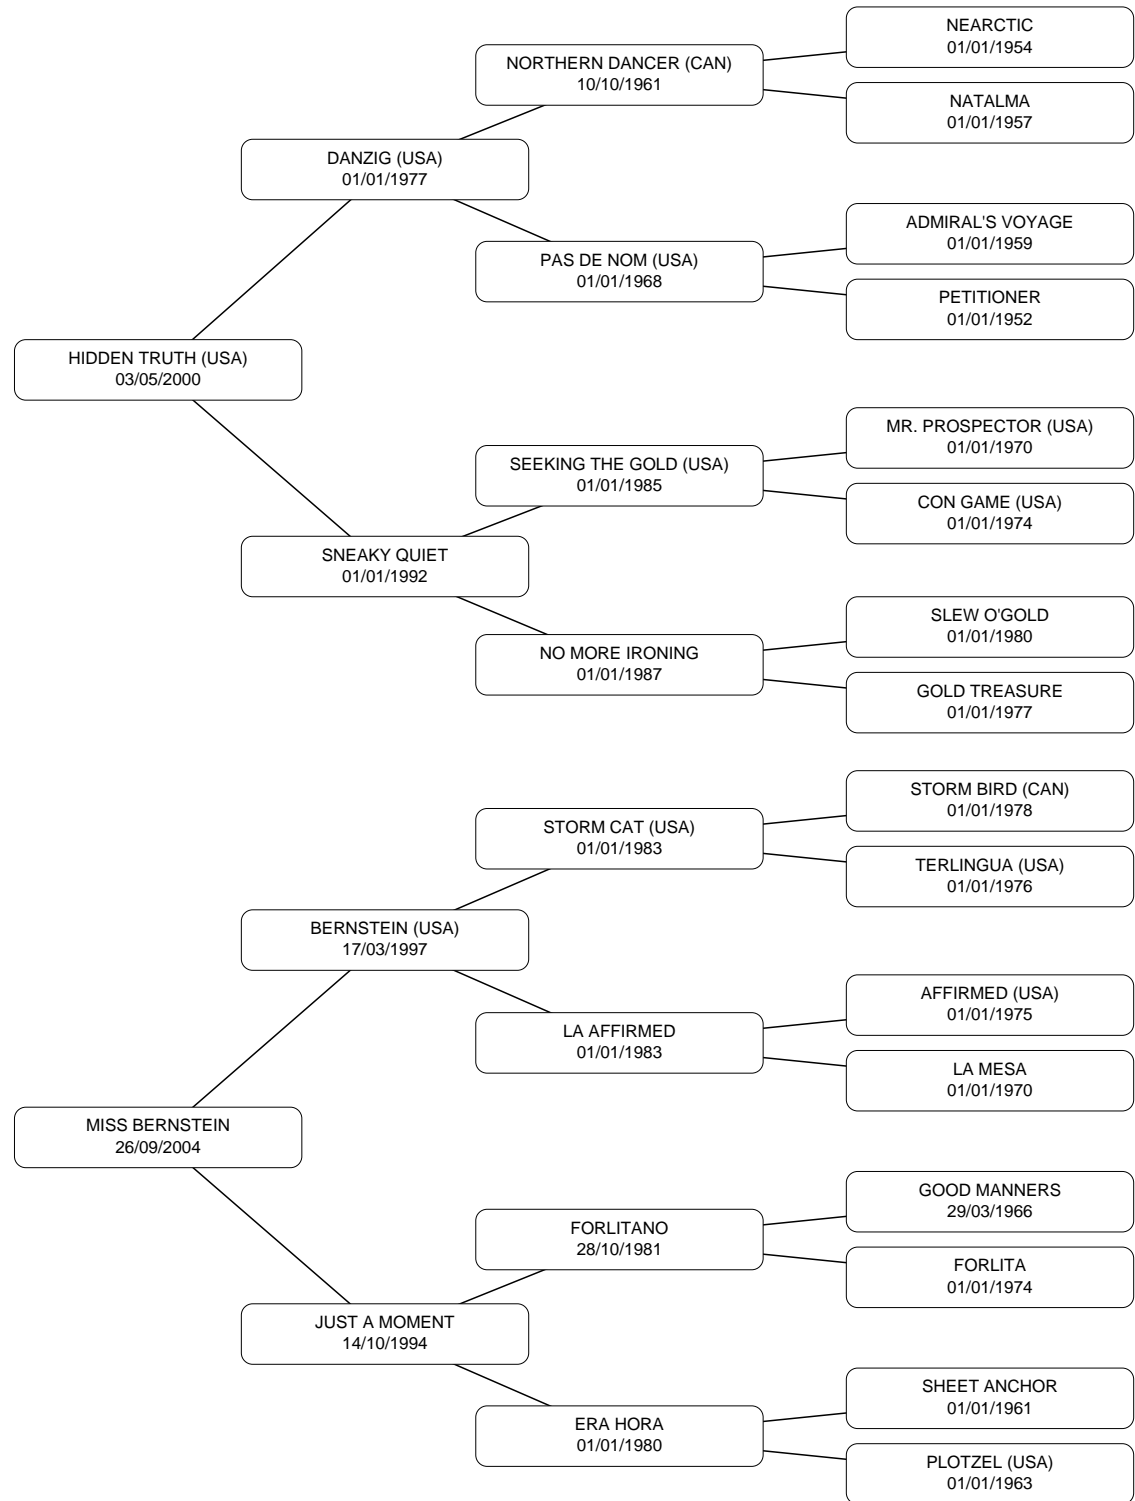 NEARCTIC
01/01/1954
NORTHERN DANCER (CAN)
10/10/1961
NATALMA
01/01/1957
DANZIG (USA)
01/01/1977
ADMIRAL'S VOYAGE
01/01/1959
PAS DE NOM (USA)
01/01/1968
PETITIONER
01/01/1952
HIDDEN TRUTH (USA)
03/05/2000
MR. PROSPECTOR (USA)
01/01/1970
SEEKING THE GOLD (USA)
01/01/1985
CON GAME (USA)
01/01/1974
SNEAKY QUIET
01/01/1992
SLEW O'GOLD
01/01/1980
NO MORE IRONING
01/01/1987
GOLD TREASURE
01/01/1977
STORM BIRD (CAN)
01/01/1978
STORM CAT (USA)
01/01/1983
TERLINGUA (USA)
01/01/1976
BERNSTEIN (USA)
17/03/1997
AFFIRMED (USA)
01/01/1975
LA AFFIRMED
01/01/1983
LA MESA
01/01/1970
MISS BERNSTEIN
26/09/2004
GOOD MANNERS
29/03/1966
FORLITANO
28/10/1981
FORLITA
01/01/1974
JUST A MOMENT
14/10/1994
SHEET ANCHOR
01/01/1961
ERA HORA
01/01/1980
PLOTZEL (USA)
01/01/1963